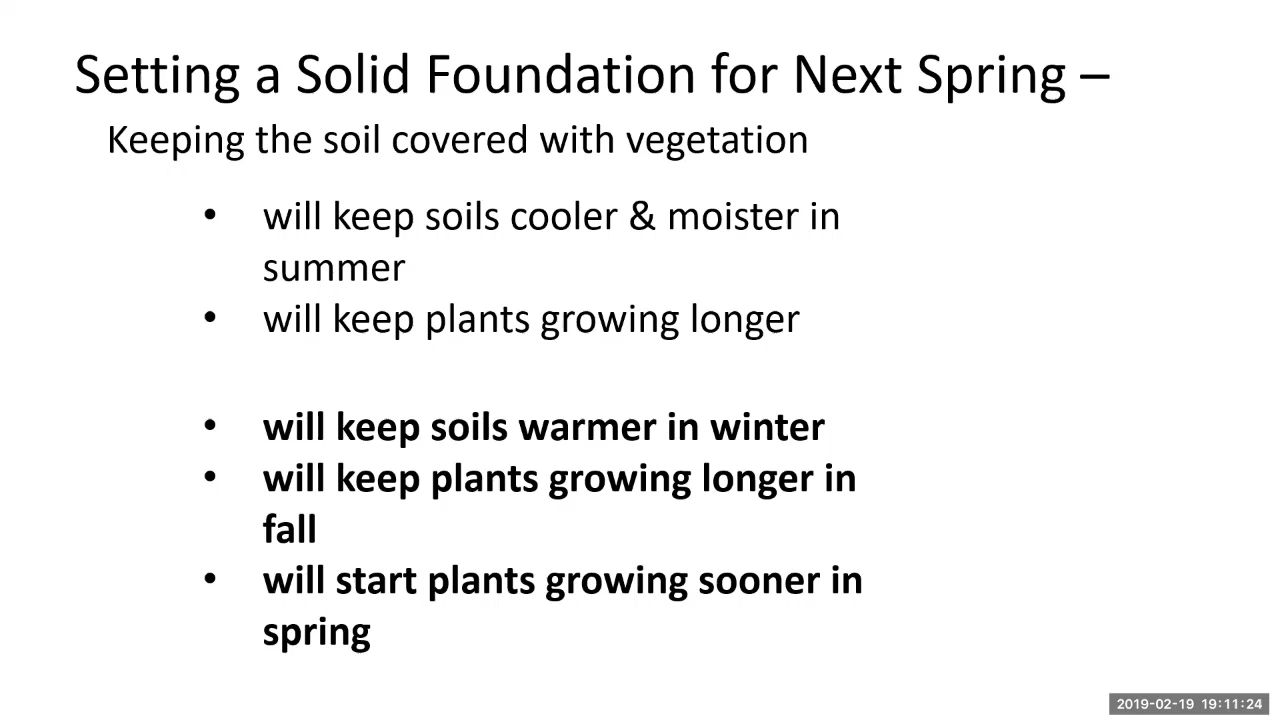 Setting a Solid Foundation for Next Spring –
Keeping the soil covered with vegetation
• will keep soils cooler & moister in
summer
• will keep plants growing longer
• will keep soils warmer in winter
• will keep plants growing longer in
fall
• will start plants growing sooner in
spring
2019-02-19 19:11:24